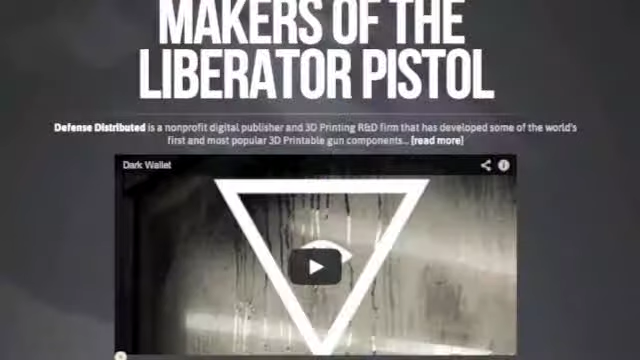 MAKERS OF THE
LIBERATOR PISTOL
Defense Distributed is a nonprofit digital publisher and 3D Printing R&D firm that has developed some of the world's
first and most popular 3D Printable gun components... [read more]
Dark Wallet